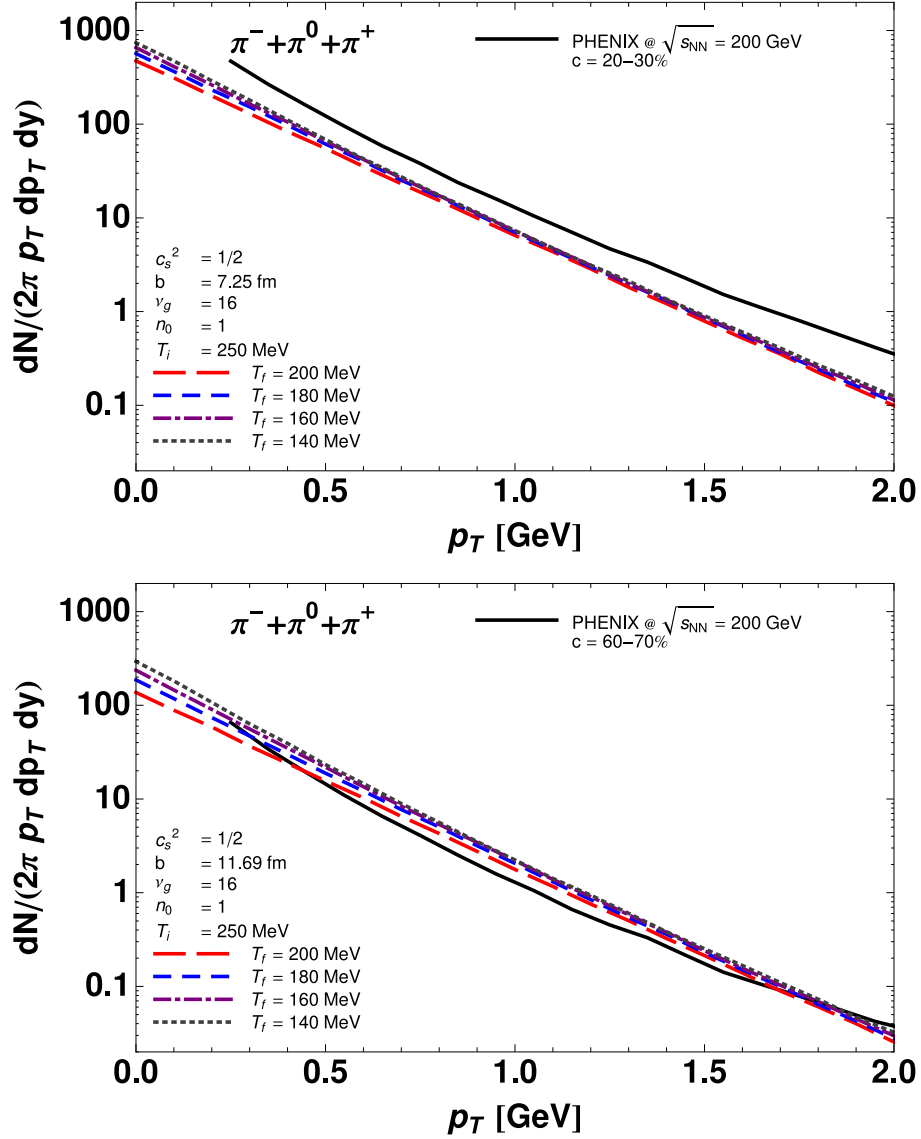 π⁻+π⁰+π⁺
PHENIX @ √sNN = 200 GeV
c = 20–30%
dN/(2π pT dpT dy)
1000
100
10
1
0.1
cs² = 1/2
b = 7.25 fm
νg = 16
n0 = 1
Ti = 250 MeV
Tf = 200 MeV
Tf = 180 MeV
Tf = 160 MeV
Tf = 140 MeV
0.0 0.5 1.0 1.5 2.0
pT [GeV]
π⁻+π⁰+π⁺
PHENIX @ √sNN = 200 GeV
c = 60–70%
dN/(2π pT dpT dy)
1000
100
10
1
0.1
cs² = 1/2
b = 11.69 fm
νg = 16
n0 = 1
Ti = 250 MeV
Tf = 200 MeV
Tf = 180 MeV
Tf = 160 MeV
Tf = 140 MeV
0.0 0.5 1.0 1.5 2.0
pT [GeV]